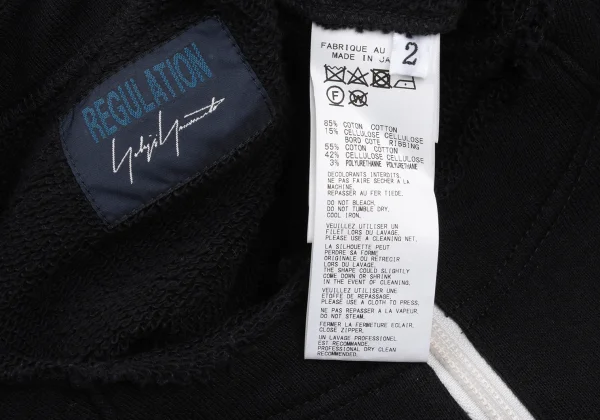 REGULATION
Yohji Yamamoto
FABRIQUE AU
MADE IN JA
2
F
W
85% COTON COTTON
15% CELLULOSE CELLULOSE
BORD COTE RIBBING
55% COTON COTTON
42% CELLULOSE CELLULOSE
3% POLYURETHANNE POLYURETHANE
DECOLORANTS INTERDITS.
NE PAS FAIRE SECHER A LA
MACHINE.
REPASSER AU FER TIEDE.
DO NOT BLEACH.
DO NOT TUMBLE DRY.
COOL IRON.
VEUILLEZ UTILISER UN
FILET LORS DU LAVAGE.
PLEASE USE A CLEANING NET.
LA SILHOUETTE PEUT
PERDRE SA FORME
ORIGINALE OU RETRECIR
LORS DU LAVAGE.
THE SHAPE COULD SLIGHTLY
COME DOWN OR SHRINK
IN THE EVENT OF CLEANING.
VEUILLEZ UTILISER UNE
ETOFFE DE REPASSAGE.
PLEASE USE A CLOTH TO PRESS.
NE PAS REPASSER A LA VAPEUR.
DO NOT STEAM.
FERMER LA FERMETURE ECLAIR.
CLOSE ZIPPER.
UN LAVAGE PROFESSIONEL
EST RECOMMANDE.
PROFESSIONAL DRY CLEAN
RECOMMENDED.